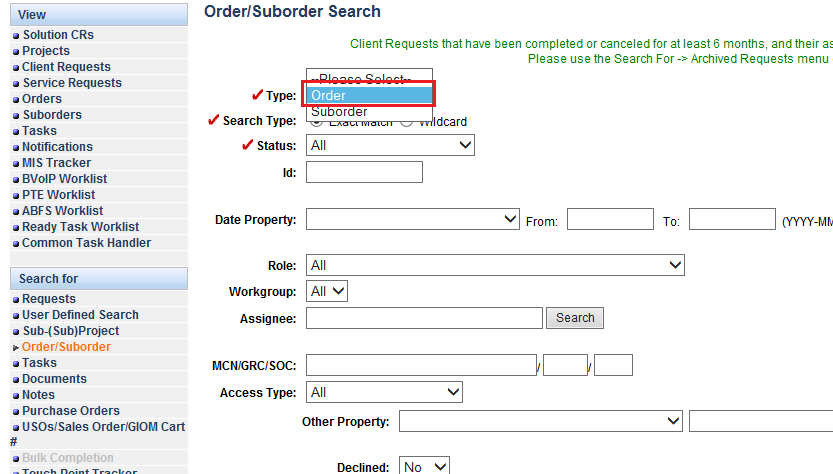 View
Solution CRs
Projects
Client Requests
Service Requests
Orders
Suborders
Tasks
Notifications
MIS Tracker
BVoIP Worklist
PTE Worklist
ABFS Worklist
Ready Task Worklist
Common Task Handler
Search for
Requests
User Defined Search
Sub-(Sub)Project
Order/Suborder
Tasks
Documents
Notes
Purchase Orders
USOs/Sales Order/GIOM Cart
#
Bulk Completion
Touch Point Tracker
Order/Suborder Search
Client Requests that have been completed or canceled for at least 6 months, and their as
Please use the Search For -> Archived Requests menu
--Please Select--
Type: Order
Suborder
Search Type: Exact Match Wildcard
Status: All
Id:
Date Property: From: To: (YYYY-MM
Role: All
Workgroup: All
Assignee: Search
MCN/GRC/SOC: / /
Access Type: All
Other Property:
Declined: No